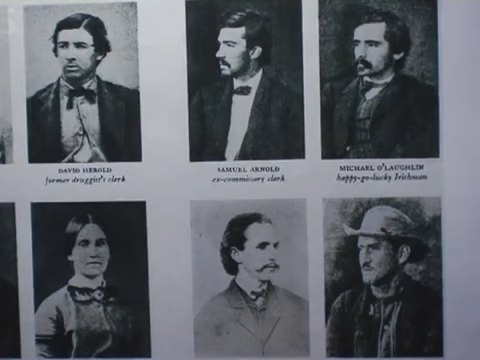 DAVID HEROLD
former druggist's clerk
SAMUEL ARNOLD
ex-commissary clerk
MICHAEL O'LAUGHLIN
happy-go-lucky Irishman